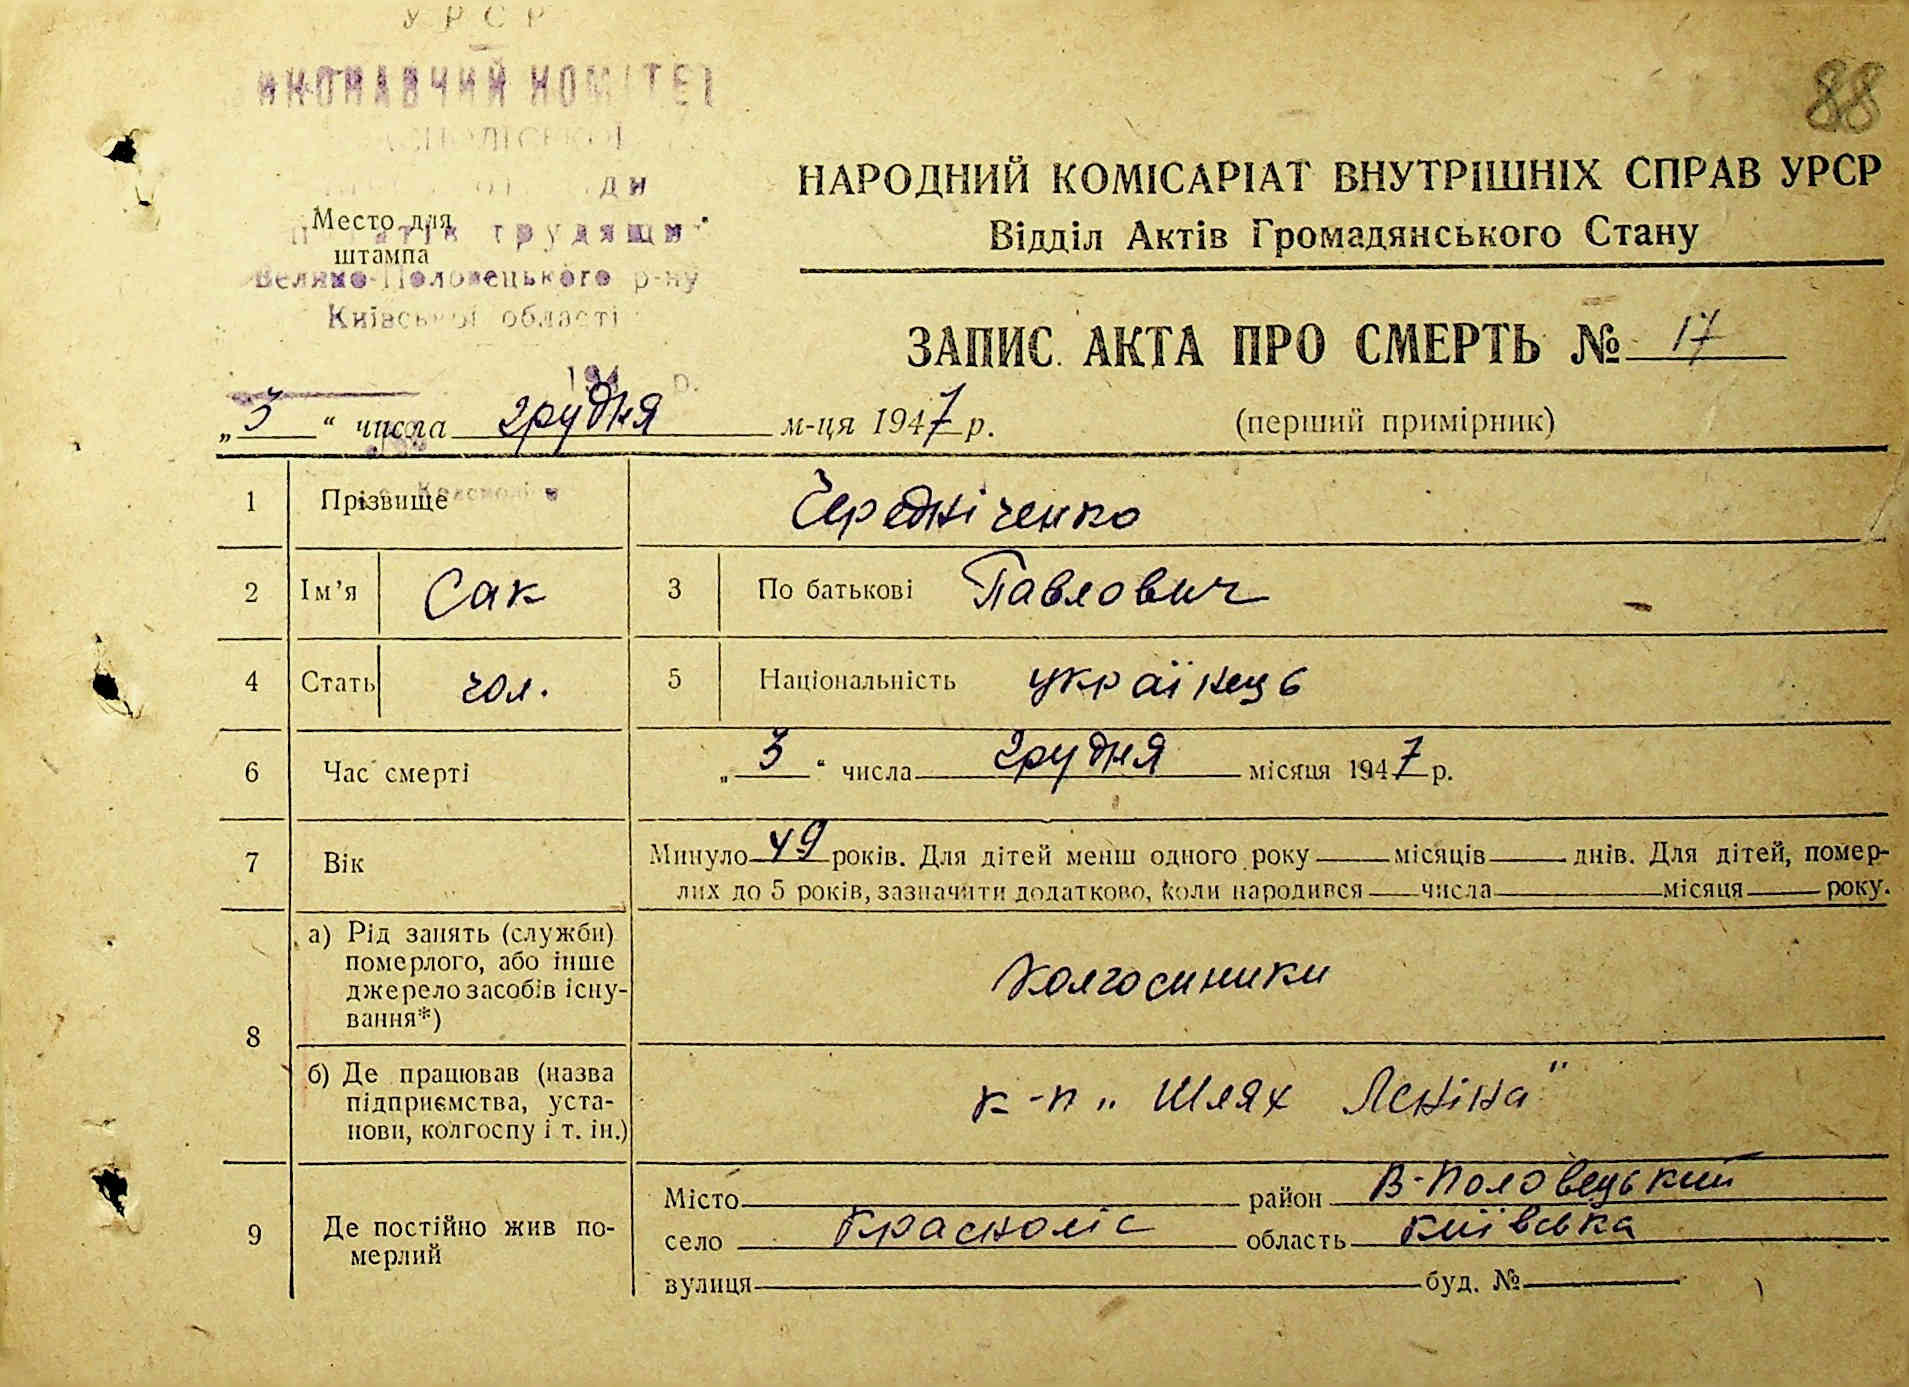 УРСР
ИКОНАВЧИЙ КОМІТЕТ
88
НАРОДНИЙ КОМІСАРІАТ ВНУТРІШНІХ СПРАВ УРСР
Место для
штампа
трудящи
Відділ Актів Громадянського Стану
Велико-Половецького р-ну
Київської області
ЗАПИС АКТА ПРО СМЕРТЬ № 17
194 р.
„3“ числа грудня м-ця 1947 р.
(перший примірник)
1 Прізвище Чередніченко
2 Ім’я Сак 3 По батькові Павлович
4 Стать чол. 5 Національність українець
6 Час смерті „3“ числа грудня місяця 1947 р.
7 Вік Минуло 49 років. Для дітей менш одного року місяців днів. Для дітей, помер-
лих до 5 років, зазначити додатково, коли народився числа місяця року.
8
а) Рід занять (служби)
померлого, або інше
джерело засобів існу-
вання*)
Колгоспники
б) Де працював (назва
підприємства, уста-
нови, колгоспу і т. ін.)
к-п „Шлях Леніна"
9 Де постійно жив по-
мерлий
Місто район В-Половецький
село Красноліс область київська
вулиця буд. №